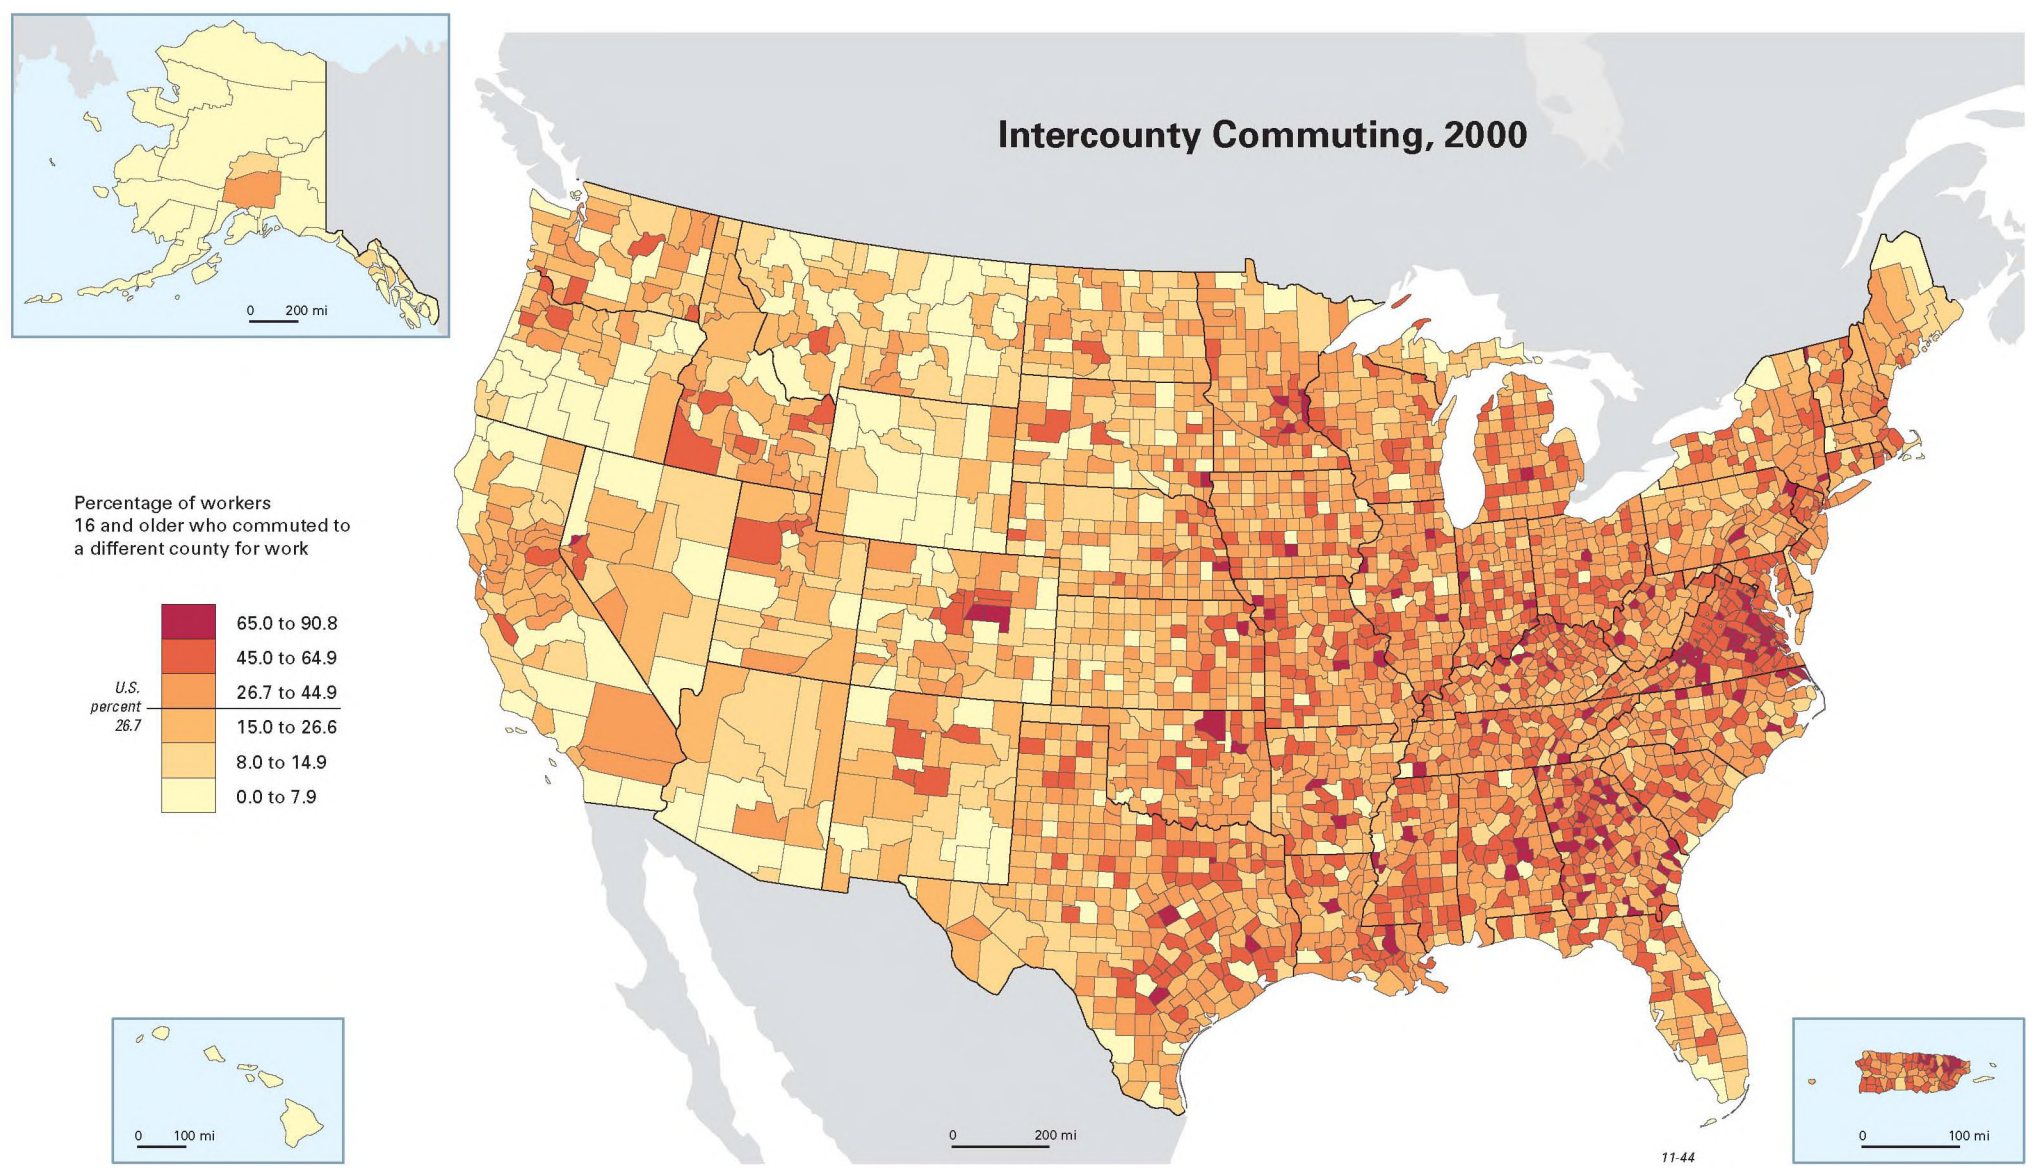 Intercounty Commuting, 2000
0 200 mi
Percentage of workers
16 and older who commuted to
a different county for work
65.0 to 90.8
45.0 to 64.9
26.7 to 44.9
U.S.
percent
26.7
15.0 to 26.6
8.0 to 14.9
0.0 to 7.9
0 100 mi
0 200 mi
0 100 mi
11-44